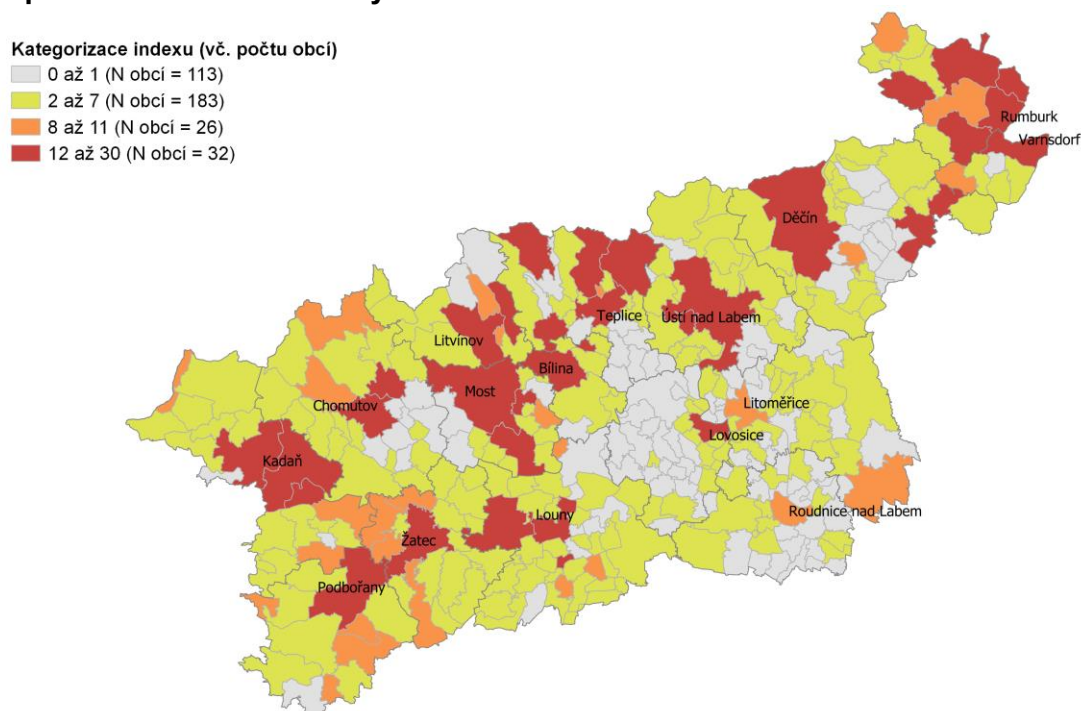 Kategorizace indexu (vč. počtu obcí)
0 až 1 (N obcí = 113)
2 až 7 (N obcí = 183)
8 až 11 (N obcí = 26)
12 až 30 (N obcí = 32)
Rumburk
Varnsdorf
Děčín
Teplice
Ústí nad Labem
Litvínov
Bílina
Most
Chomutov
Litoměřice
Lovosice
Kadaň
Roudnice nad Labem
Louny
Žatec
Podbořany